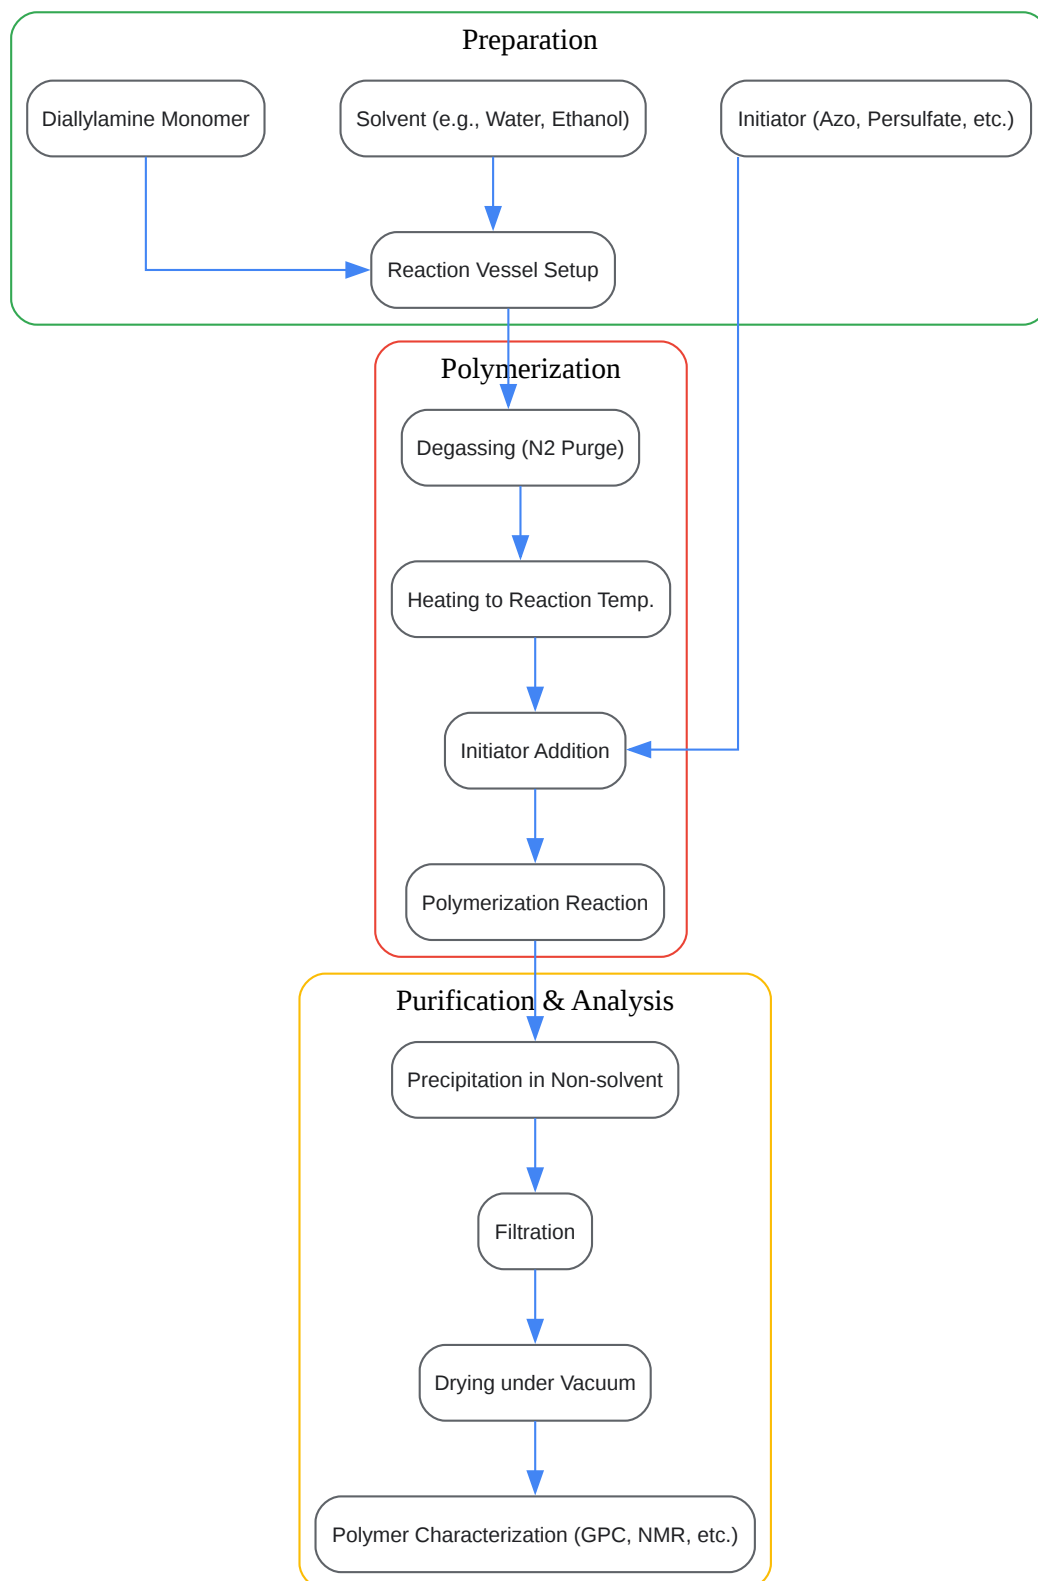 Preparation
Diallylamine Monomer
Solvent (e.g., Water, Ethanol)
Initiator (Azo, Persulfate, etc.)
Reaction Vessel Setup
Polymerization
Degassing (N2 Purge)
Heating to Reaction Temp.
Initiator Addition
Polymerization Reaction
Purification & Analysis
Precipitation in Non-solvent
Filtration
Drying under Vacuum
Polymer Characterization (GPC, NMR, etc.)